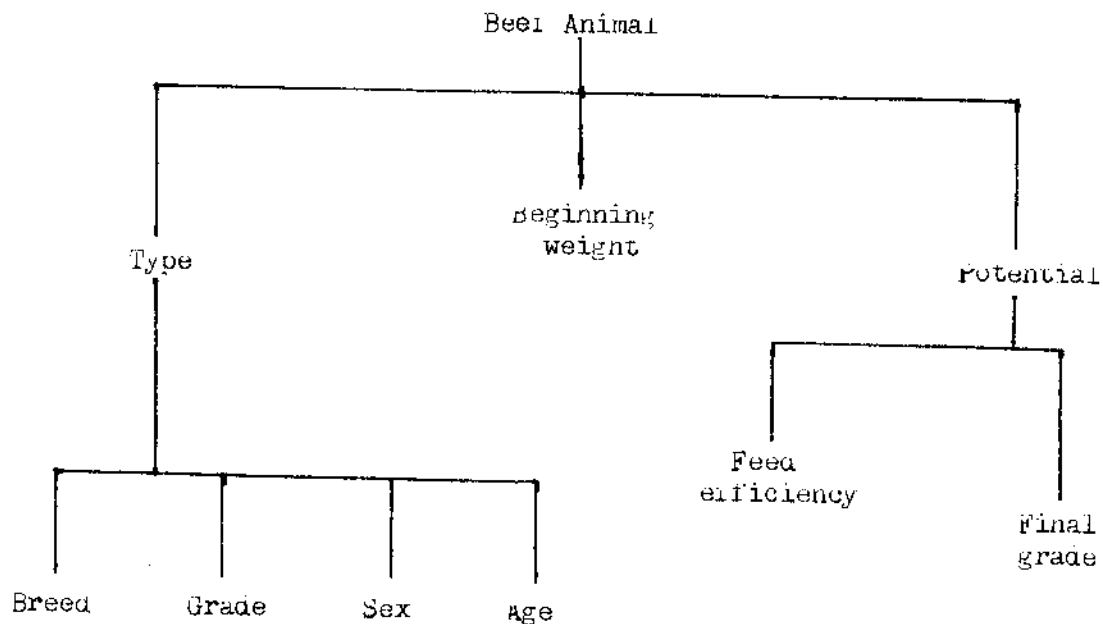 Beef Animal
Beginning
weight
Type
Potential
Feed
efficiency
Final
grade
Breed Grade Sex Age